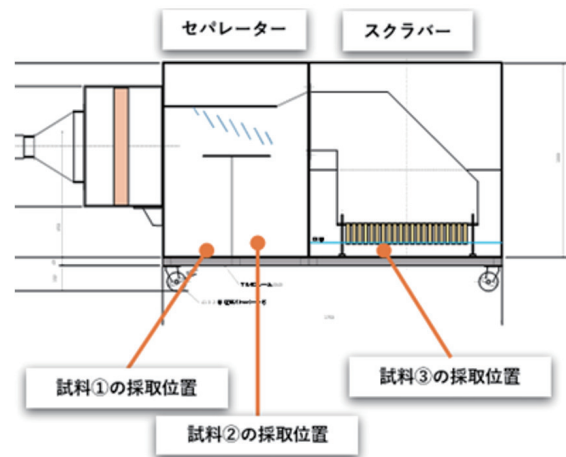 セパレーター
スクラバー
試料①の採取位置
試料③の採取位置
試料②の採取位置